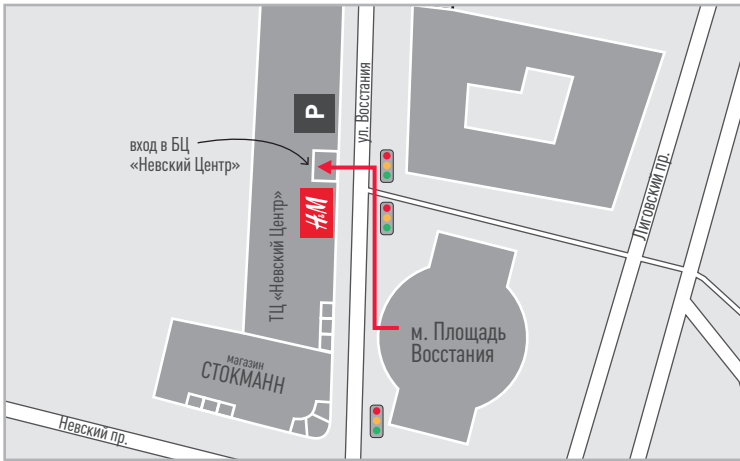 P
ул. Восстания
вход в БЦ
«Невский Центр»
H&M
ТЦ «Невский Центр»
Лиговский пр.
м. Площадь
Восстания
магазин
СТОКМАНН
Невский пр.